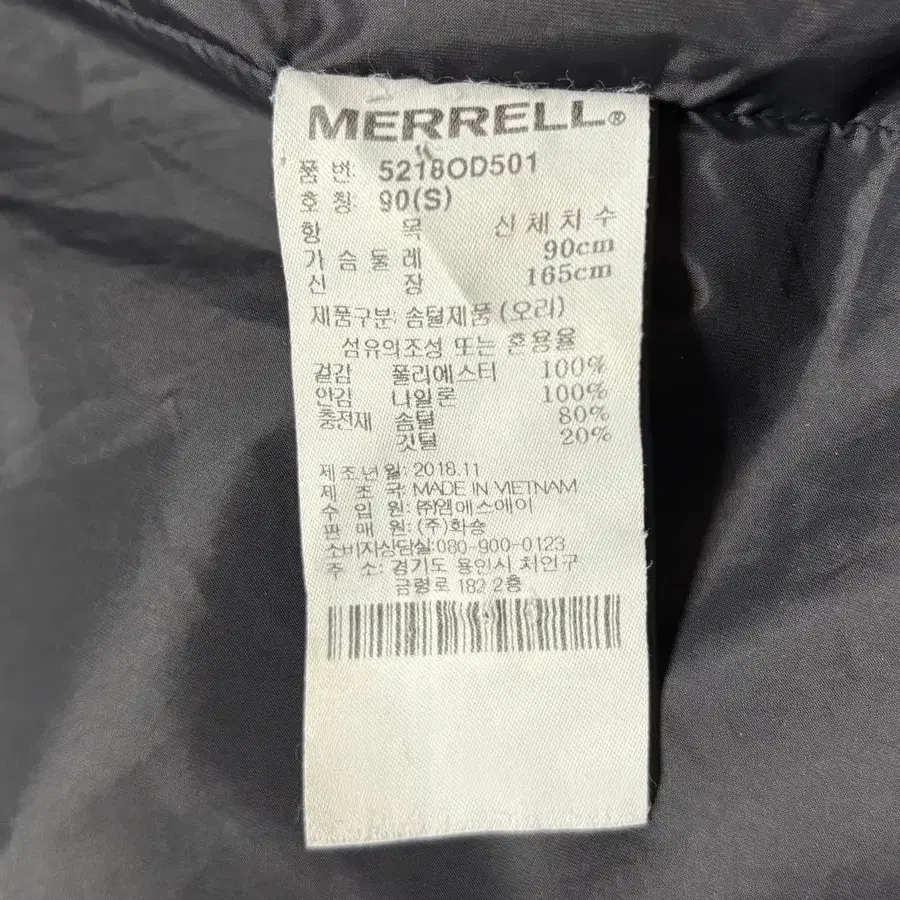 MERRELL®
품 번: 5218OD501
호 칭: 90(S)
항 목 신체치수
가슴둘레 90cm
신 장 165cm
제품구분: 솜털제품(오리)
섬유의조성 또는 혼용율
겉감 폴리에스터 100%
안감 나일론 100%
충전재 솜털 80%
깃털 20%
제조년월: 2018.11
제 조 국: MADE IN VIETNAM
수 입 원: (주)엠에스에이
판 매 원: (주)화승
소비자상담실:080-900-0123
주 소: 경기도 용인시 처인구
금령로 182 2층